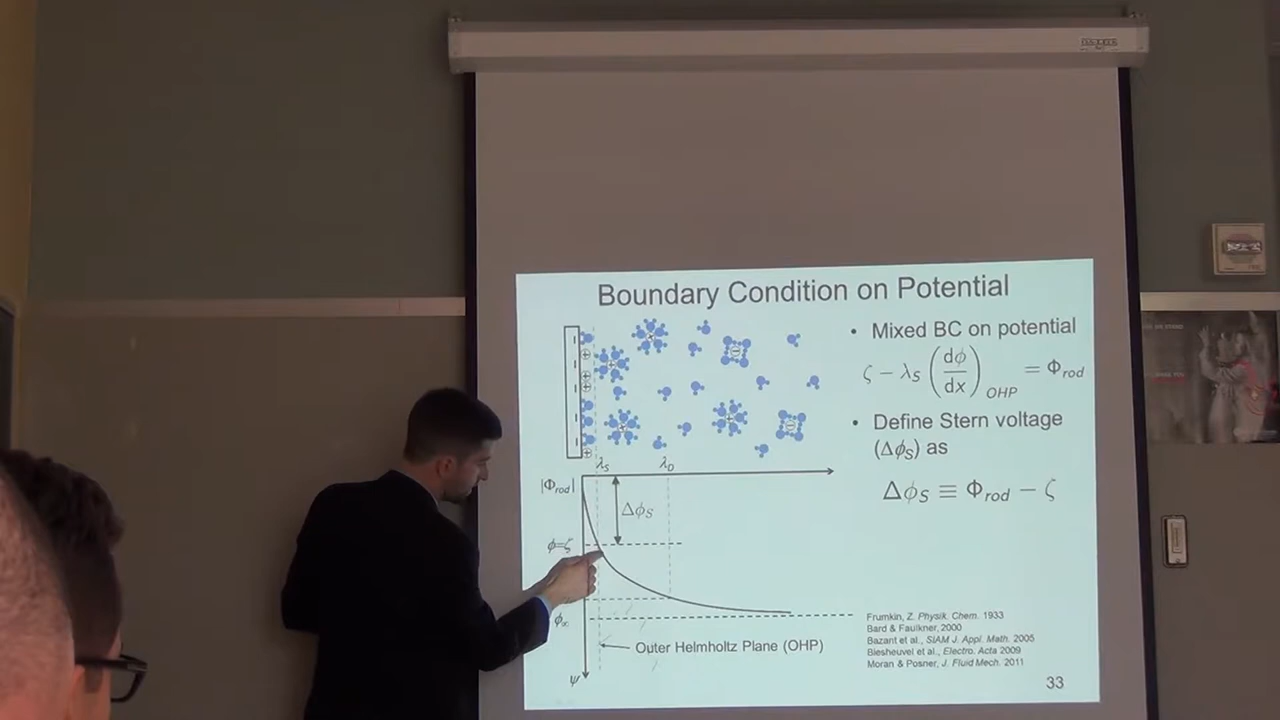 Boundary Condition on Potential
• Mixed BC on potential
ζ − λS (dϕ/dx)OHP = Φrod
• Define Stern voltage
(ΔϕS) as
ΔϕS ≡ Φrod − ζ
λS
λD
|Φrod|
ΔϕS
ϕ=ζ
ϕ∞
Outer Helmholtz Plane (OHP)
ψ
Frumkin, Z. Physik. Chem. 1933
Bard & Faulkner, 2000
Bazant et al., SIAM J. Appl. Math. 2005
Biesheuvel et al., Electro. Acta 2009
Moran & Posner, J. Fluid Mech. 2011
33